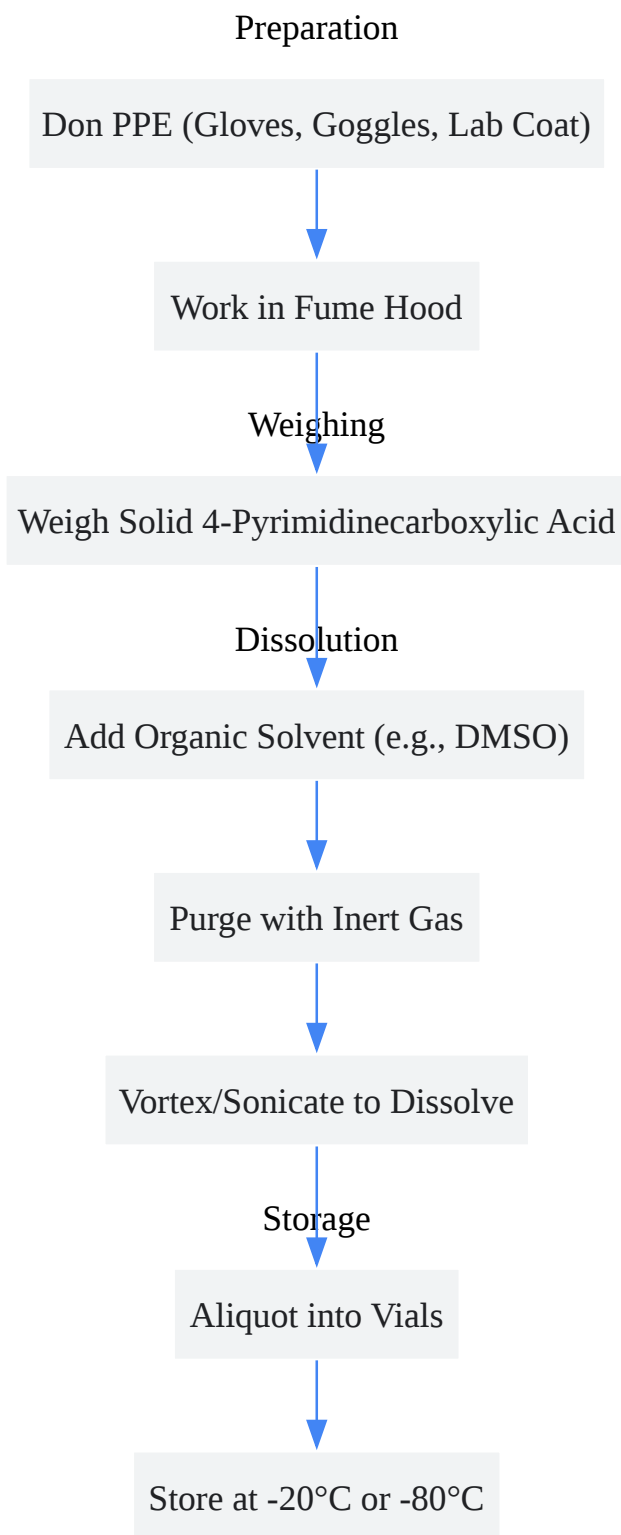 Preparation
Don PPE (Gloves, Goggles, Lab Coat)
Work in Fume Hood
Weighing
Weigh Solid 4-Pyrimidinecarboxylic Acid
Dissolution
Add Organic Solvent (e.g., DMSO)
Purge with Inert Gas
Vortex/Sonicate to Dissolve
Storage
Aliquot into Vials
Store at -20°C or -80°C